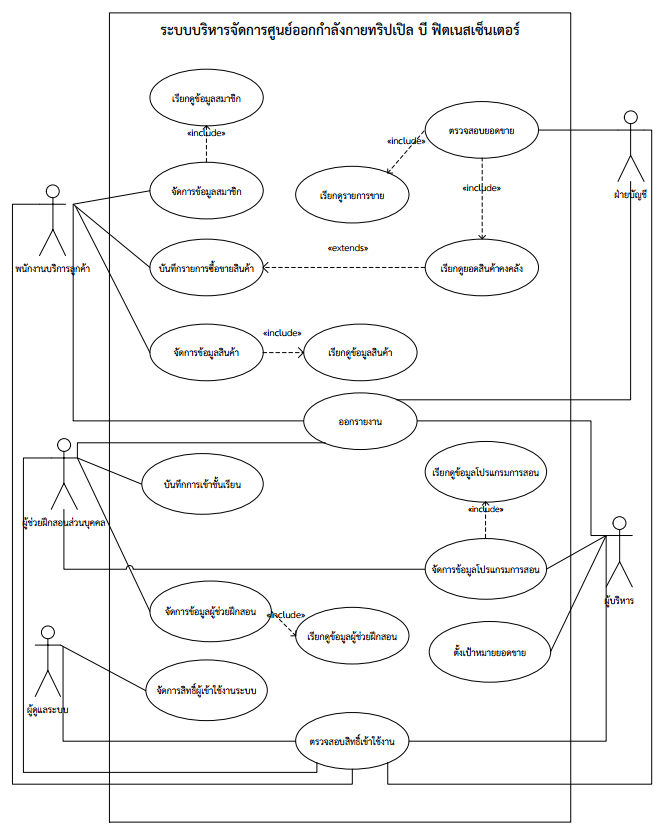 ระบบบริหารจัดการศูนย์ออกกำลังกายทริปเปิล บี ฟิตเนสเซ็นเตอร์
เรียกดูข้อมูลสมาชิก
«include»
ตรวจสอบยอดขาย
«include»
จัดการข้อมูลสมาชิก
เรียกดูรายการขาย
«include»
ฝ่ายบัญชี
พนักงานบริการลูกค้า
«extends»
บันทึกรายการซื้อขายสินค้า
เรียกดูยอดสินค้าคงคลัง
«include»
จัดการข้อมูลสินค้า
เรียกดูข้อมูลสินค้า
ออกรายงาน
เรียกดูข้อมูลโปรแกรมการสอน
บันทึกการเข้าชั้นเรียน
«include»
ผู้ช่วยฝึกสอนส่วนบุคคล
จัดการข้อมูลโปรแกรมการสอน
ผู้บริหาร
จัดการข้อมูลผู้ช่วยฝึกสอน
«include»
เรียกดูข้อมูลผู้ช่วยฝึกสอน
ตั้งเป้าหมายยอดขาย
จัดการสิทธิ์ผู้เข้าใช้งานระบบ
ผู้ดูแลระบบ
ตรวจสอบสิทธิ์เข้าใช้งาน